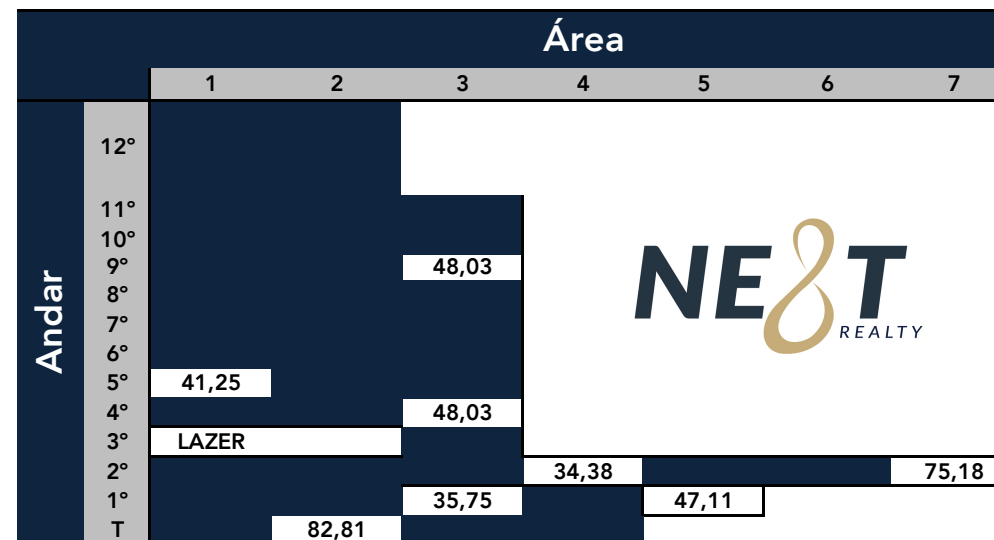 Área
1 2 3 4 5 6 7
Andar
12°
11°
10°
9° 48,03
8°
7°
6°
5° 41,25
4° 48,03
3° LAZER
2° 34,38 75,18
1° 35,75 47,11
T 82,81
NE8T
REALTY